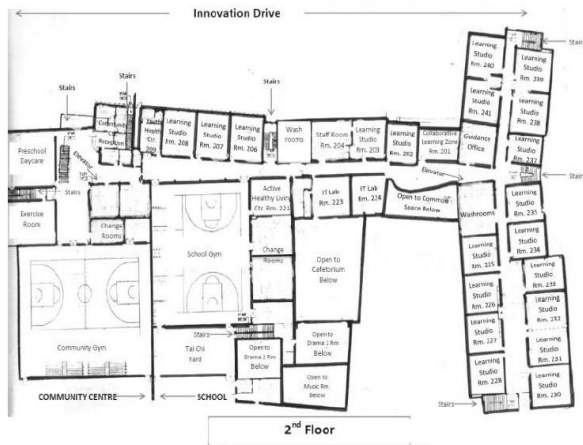 Innovation Drive
Stairs
Stairs
Stairs
Stairs
Learning
Studio
Rm. 240
Learning
Studio
Rm. 239
Learning
Studio
Rm. 241
Learning
Studio
Rm. 238
Learning
Studio
Rm. 208
Learning
Studio
Rm. 207
Learning
Studio
Rm. 206
Wash
rooms
Staff Room
Rm. 204
Learning
Studio
Rm. 203
Learning
Studio
Rm. 202
Collaborative
Learning Zone
Rm. 201
Guidance
Office
Learning
Studio
Rm. 237
Preschool
Daycare
Reception
Elevator
Elevator
Stairs
Stairs
Exercise
Room
Change
Rooms
School Gym
Active
Healthy Living
Ctr. Rm. 221
IT Lab
Rm. 223
IT Lab
Rm. 224
Open to Common
Space Below
Washrooms
Learning
Studio
Rm. 235
Change
Rooms
Open to
Cafetorium
Below
Learning
Studio
Rm. 234
Learning
Studio
Rm. 225
Learning
Studio
Rm. 233
Learning
Studio
Rm. 226
Learning
Studio
Rm. 232
Learning
Studio
Rm. 227
Learning
Studio
Rm. 231
Learning
Studio
Rm. 228
Learning
Studio
Rm. 230
Community Gym
Stairs
Tai Chi
Yard
Open to
Drama 2 Rm
Below
Open to
Drama 1 Rm
Below
Open to
Music Rm.
Below
Stairs
COMMUNITY CENTRE
SCHOOL
2nd Floor